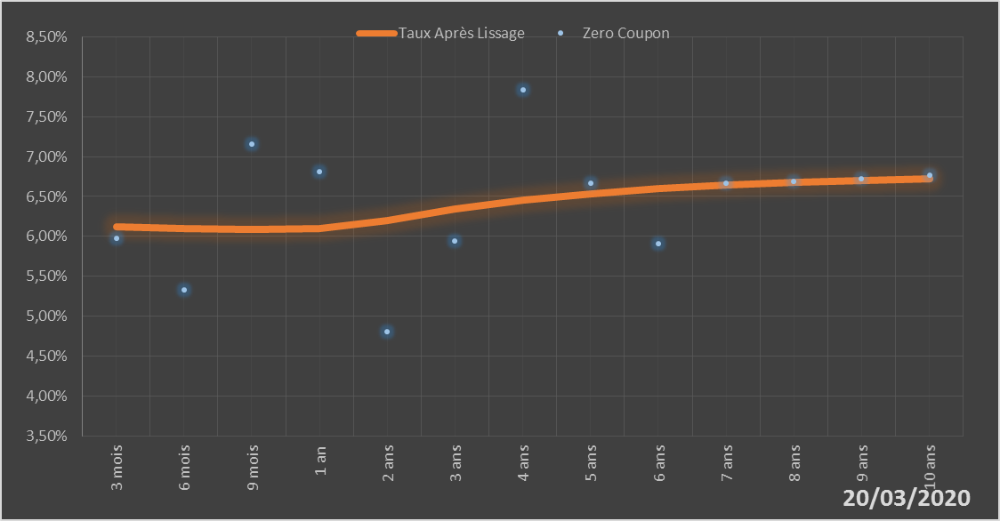 Taux Après Lissage
Zero Coupon
8,50%
8,00%
7,50%
7,00%
6,50%
6,00%
5,50%
5,00%
4,50%
4,00%
3,50%
3 mois
6 mois
9 mois
1 an
2 ans
3 ans
4 ans
5 ans
6 ans
7 ans
8 ans
9 ans
10 ans
20/03/2020